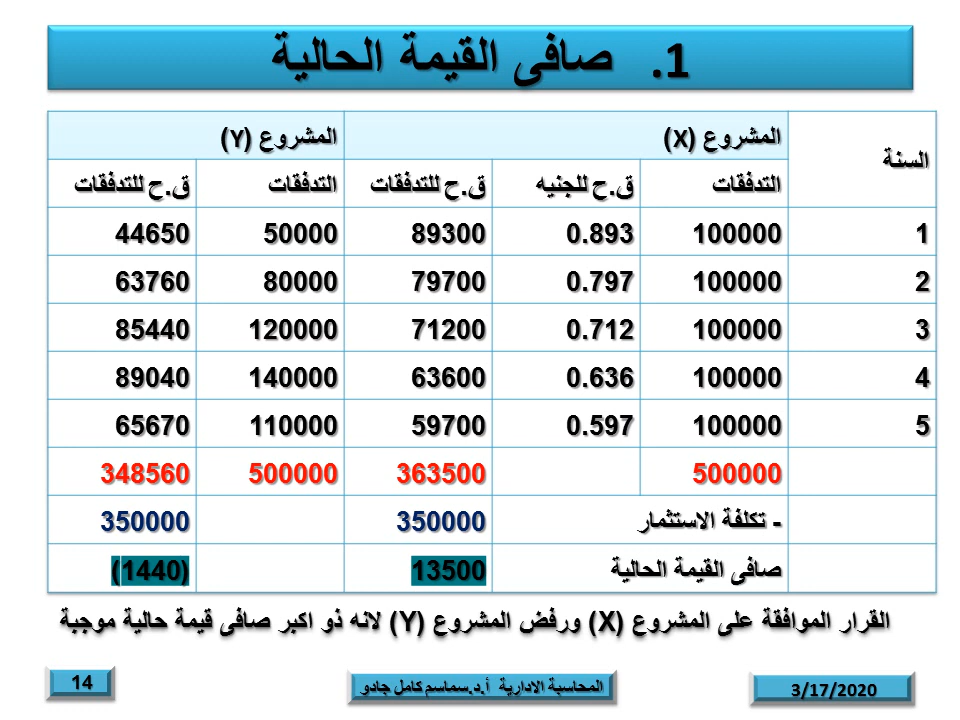 1. صافى القيمة الحالية
السنة المشروع (X) المشروع (Y)
التدفقات ق.ح للجنيه ق.ح للتدفقات التدفقات ق.ح للتدفقات
1 100000 0.893 89300 50000 44650
2 100000 0.797 79700 80000 63760
3 100000 0.712 71200 120000 85440
4 100000 0.636 63600 140000 89040
5 100000 0.597 59700 110000 65670
500000 363500 500000 348560
- تكلفة الاستثمار 350000 350000
صافى القيمة الحالية 13500 (1440)
القرار الموافقة على المشروع (X) ورفض المشروع (Y) لانه ذو اكبر صافى قيمة حالية موجبة
3/17/2020 المحاسبة الادارية أ.د.سماسم كامل جادو 14